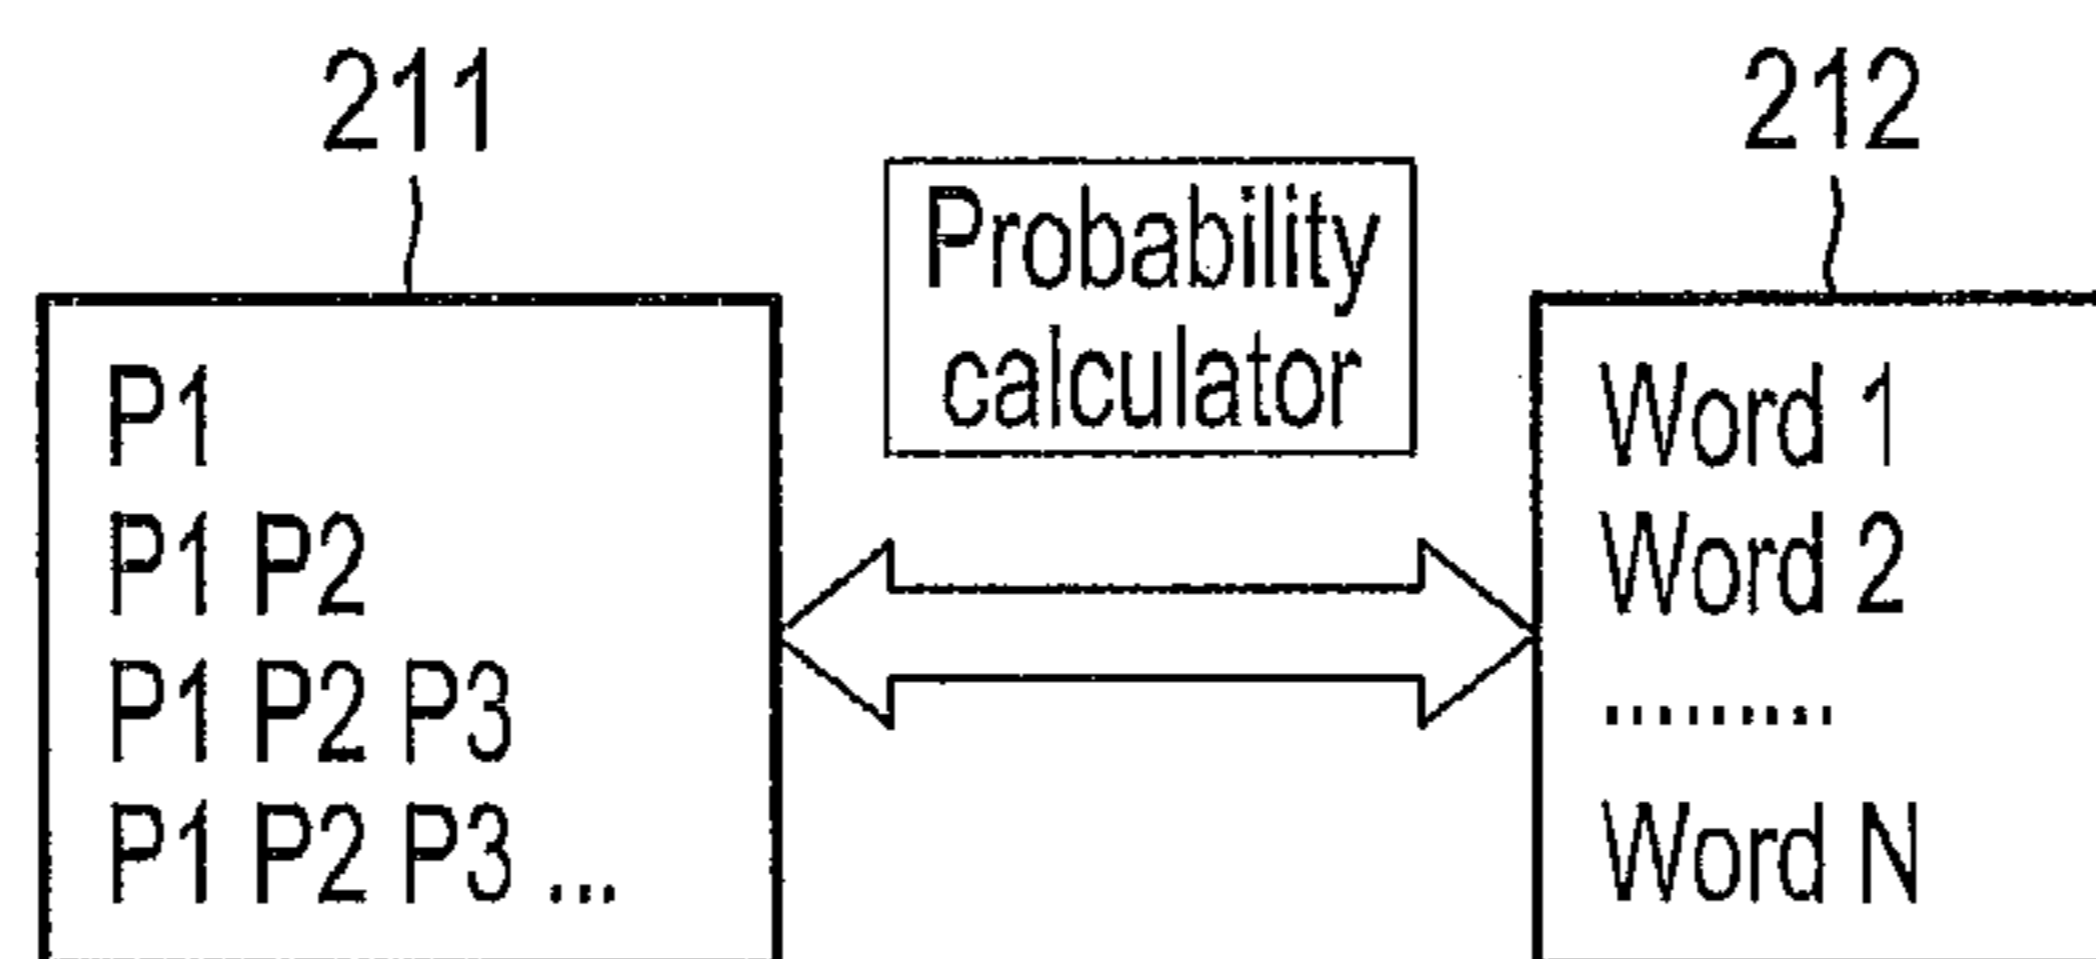 211
212
Probability
calculator
P1
P1 P2
P1 P2 P3
P1 P2 P3 ...
Word 1
Word 2
.........
Word N